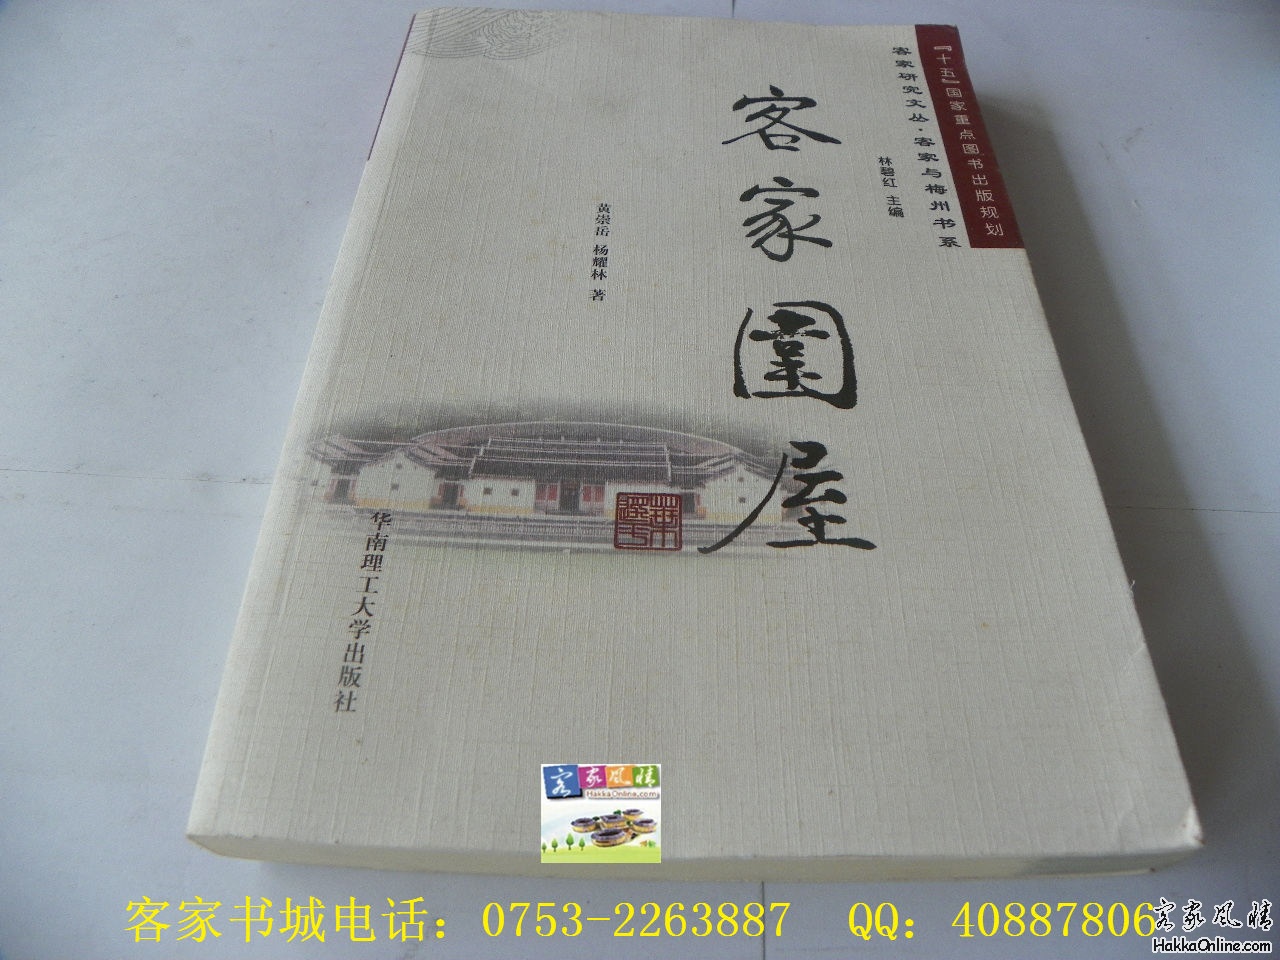 『十五』国家重点图书出版规划
客家研究文丛·客家与梅州书系
林碧红 主编
客家围屋
黄崇岳 杨耀林 著
华南理工大学出版社
客家风情
HakkaOnline.com
客家书城电话：0753-2263887 QQ：40887806
客家风情
HakkaOnline.com